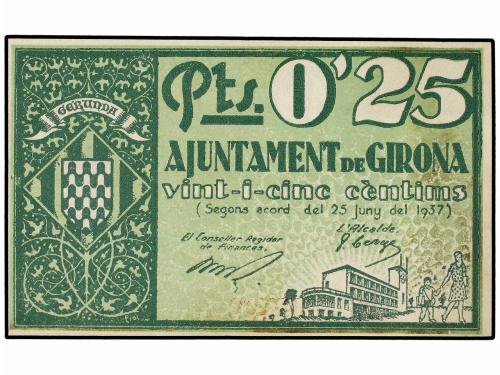 GERUNDA
Pts. 0'25
AJUNTAMENT DE GIRONA
vint-i-cinc cèntims
(Segons acord del 25 Juny del 1937)
El Conseller Regidor
de Finances,
L'Alcalde,